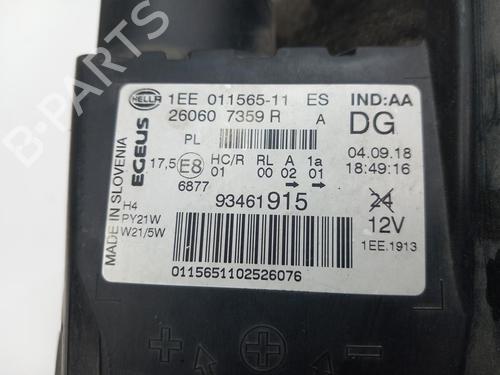 B-PARTS
HELLA
1EE 011565-11 ES IND:AA
26060 7359 R A DG
PL
MADE IN SLOVENIA
EGEUS
17,5 E8 HC/R RL A 1a
01 00 02 01
6877
04.09.18
18:49:16
93461915
24
12V
H4
PY21W
W21/5W
1EE.1913
0115651102526076